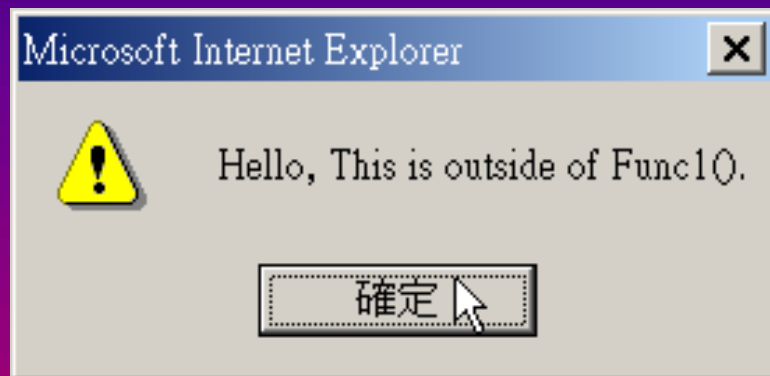 Microsoft Internet Explorer
Hello, This is outside of Func1().
確定